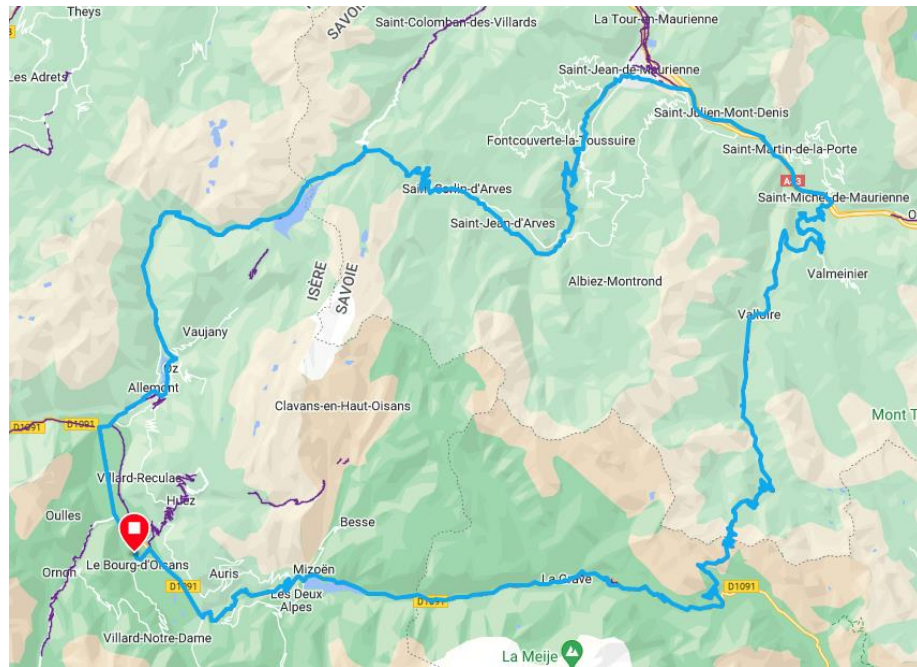 Theys
Les Adrets
Saint-Colomban-des-Villards
SAVOIE
La Tour-en-Maurienne
Saint-Jean-de-Maurienne
Saint-Julien-Mont-Denis
Fontcouverte-la-Toussuire
Saint-Martin-de-la-Porte
Saint-Michel-de-Maurienne
Saint-Sorlin-d'Arves
Saint-Jean-d'Arves
Valmeinier
Albiez-Montrond
ISÈRE
SAVOIE
Valloire
Vaujany
Oz
Allemont
Clavans-en-Haut-Oisans
Mont T
D1091
D1091
Villard-Reculas
Huez
Oulles
Besse
Le Bourg-d'Oisans
Ornon
Auris
Mizoën
La Grave
D1091
D1091
Les Deux
Alpes
D1091
Villard-Notre-Dame
La Meije